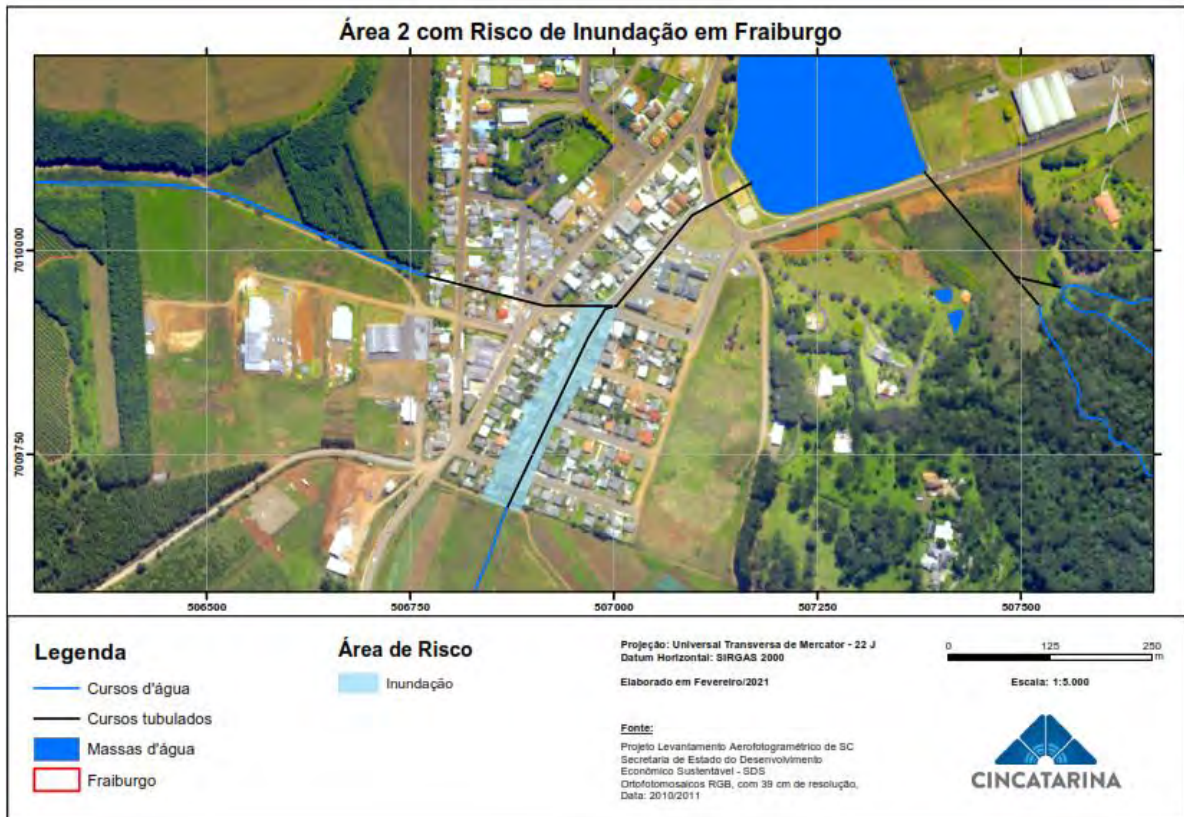 Área 2 com Risco de Inundação em Fraiburgo
N
7010000
7009750
506500
506750
507000
507250
507500
Legenda
Cursos d'água
Cursos tubulados
Massas d'água
Fraiburgo
Área de Risco
Inundação
Projeção: Universal Transversa de Mercator - 22 J
Datum Horizontal: SIRGAS 2000
Elaborado em Fevereiro/2021
Fonte:
Projeto Levantamento Aerofotogramétrico de SC
Secretaria de Estado do Desenvolvimento
Econômico Sustentável - SDS
Ortofotomosaicos RGB, com 39 cm de resolução,
Data: 2010/2011
0 125 250
m
Escala: 1:5.000
CINCATARINA